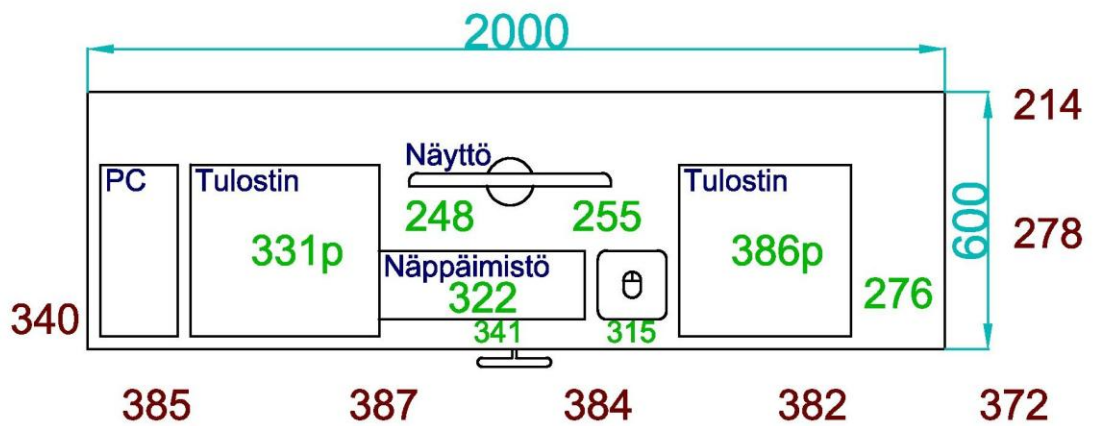 2000
214
Näyttö
PC
Tulostin
Tulostin
248
255
600
278
331p
386p
Näppäimistö
322
276
340
341
315
385
387
384
382
372